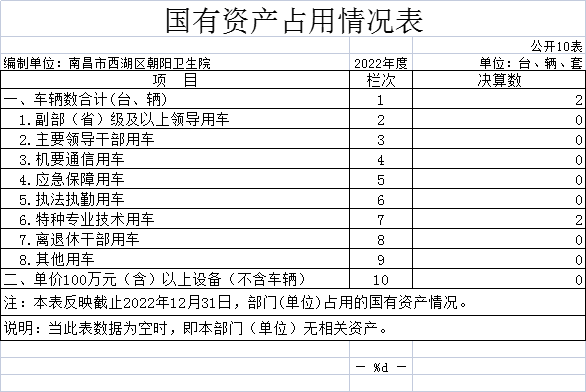 国有资产占用情况表
公开10表
编制单位：南昌市西湖区朝阳卫生院 2022年度 单位：台、辆、套
项 目 栏次 决算数
一、车辆数合计(台、辆) 1 2
1.副部（省）级及以上领导用车 2 0
2.主要领导干部用车 3 0
3.机要通信用车 4 0
4.应急保障用车 5 0
5.执法执勤用车 6 0
6.特种专业技术用车 7 2
7.离退休干部用车 8 0
8.其他用车 9 0
二、单价100万元（含）以上设备（不含车辆） 10 0
注：本表反映截止2022年12月31日，部门(单位)占用的国有资产情况。
说明：当此表数据为空时，即本部门（单位）无相关资产。
— %d —